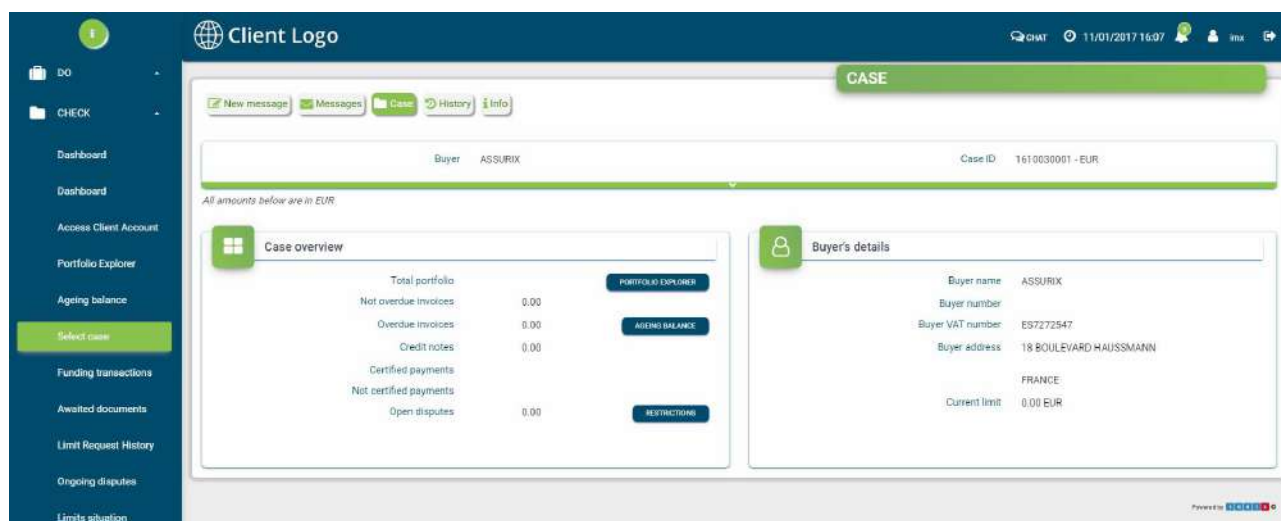 Client Logo
CHAT 11/01/2017 16:07 imx
DO
CHECK
Dashboard
Dashboard
Access Client Account
Portfolio Explorer
Ageing balance
Select case
Funding transactions
Awaited documents
Limit Request History
Ongoing disputes
Limits situation
CASE
New message Messages Case History Info
Buyer ASSURIX Case ID 1610030001 - EUR
All amounts below are in EUR
Case overview
Total portfolio PORTFOLIO EXPLORER
Not overdue invoices 0.00
Overdue invoices 0.00 AGEING BALANCE
Credit notes 0.00
Certified payments
Not certified payments
Open disputes 0.00 RESTRICTIONS
Buyer's details
Buyer name ASSURIX
Buyer number
Buyer VAT number ES7272547
Buyer address 18 BOULEVARD HAUSSMANN
FRANCE
Current limit 0.00 EUR
Powered by